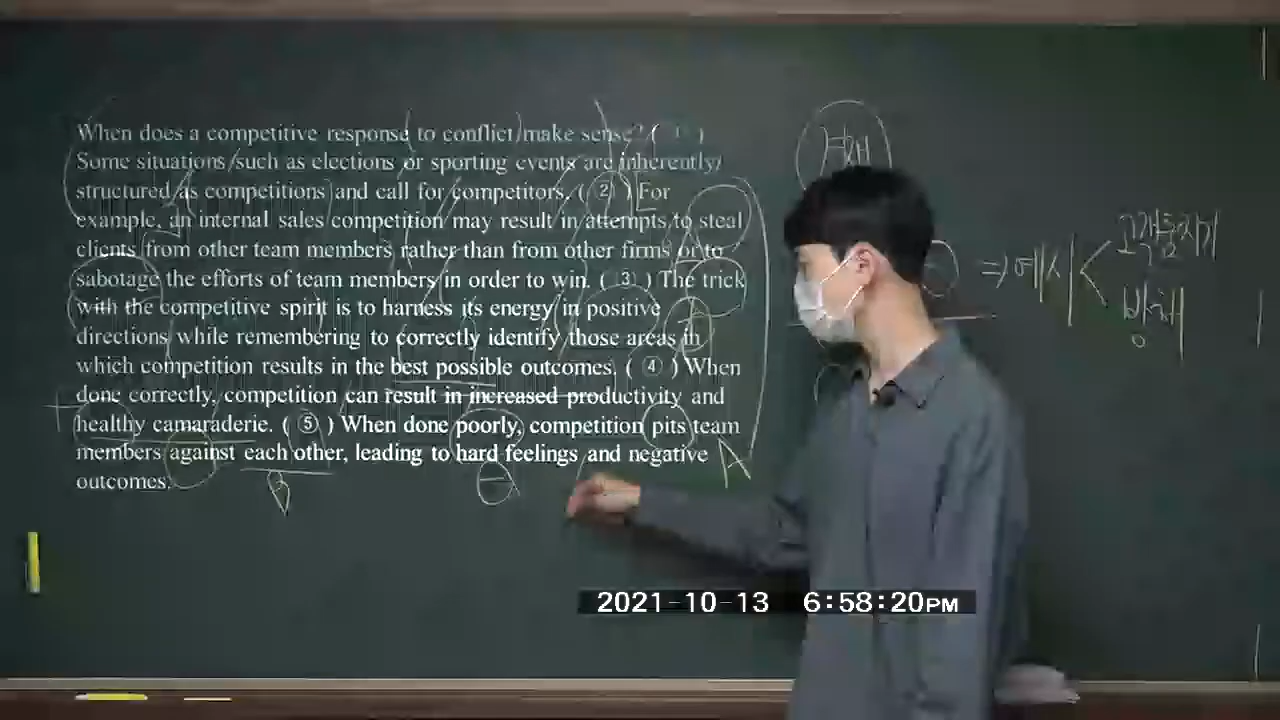 When does a competitive response to conflict make sense? ( ① )
Some situations such as elections or sporting events are inherently
structured as competitions and call for competitors. ( ② ) For
example, an internal sales competition may result in attempts to steal
clients from other team members rather than from other firms or to
sabotage the efforts of team members in order to win. ( ③ ) The trick
with the competitive spirit is to harness its energy in positive
directions while remembering to correctly identify those areas in
which competition results in the best possible outcomes. ( ④ ) When
done correctly, competition can result in increased productivity and
healthy camaraderie. ( ⑤ ) When done poorly, competition pits team
members against each other, leading to hard feelings and negative
outcomes.
+
+
A
B
⊖
⇒ 예시
고객훔치기
방해
2021-10-13 6:58:20PM